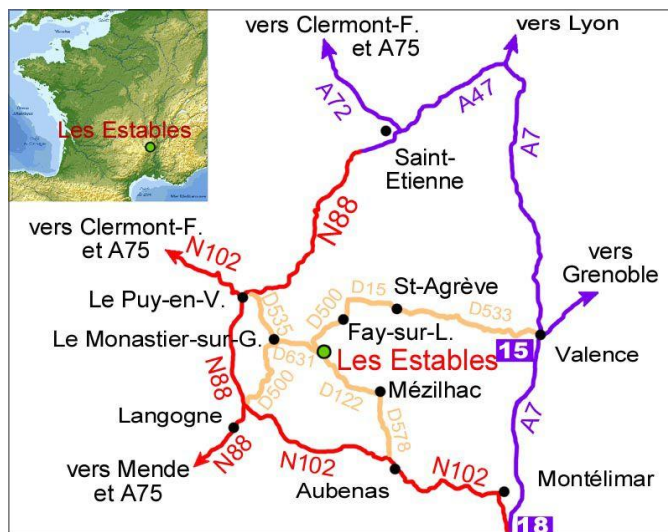 vers Clermont-F.
et A75
vers Lyon
Les Estables
A72
A47
A7
Saint-
Etienne
N88
vers Clermont-F.
et A75
N102
vers
Grenoble
Le Puy-en-V.
D535
D500
D15
St-Agrève
D533
Le Monastier-sur-G.
Fay-sur-L.
D631
Les Estables
15
Valence
N88
D500
D122
Mézilhac
A7
Langogne
D578
N88
vers Mende
et A75
N102
Aubenas
N102
Montélimar
18